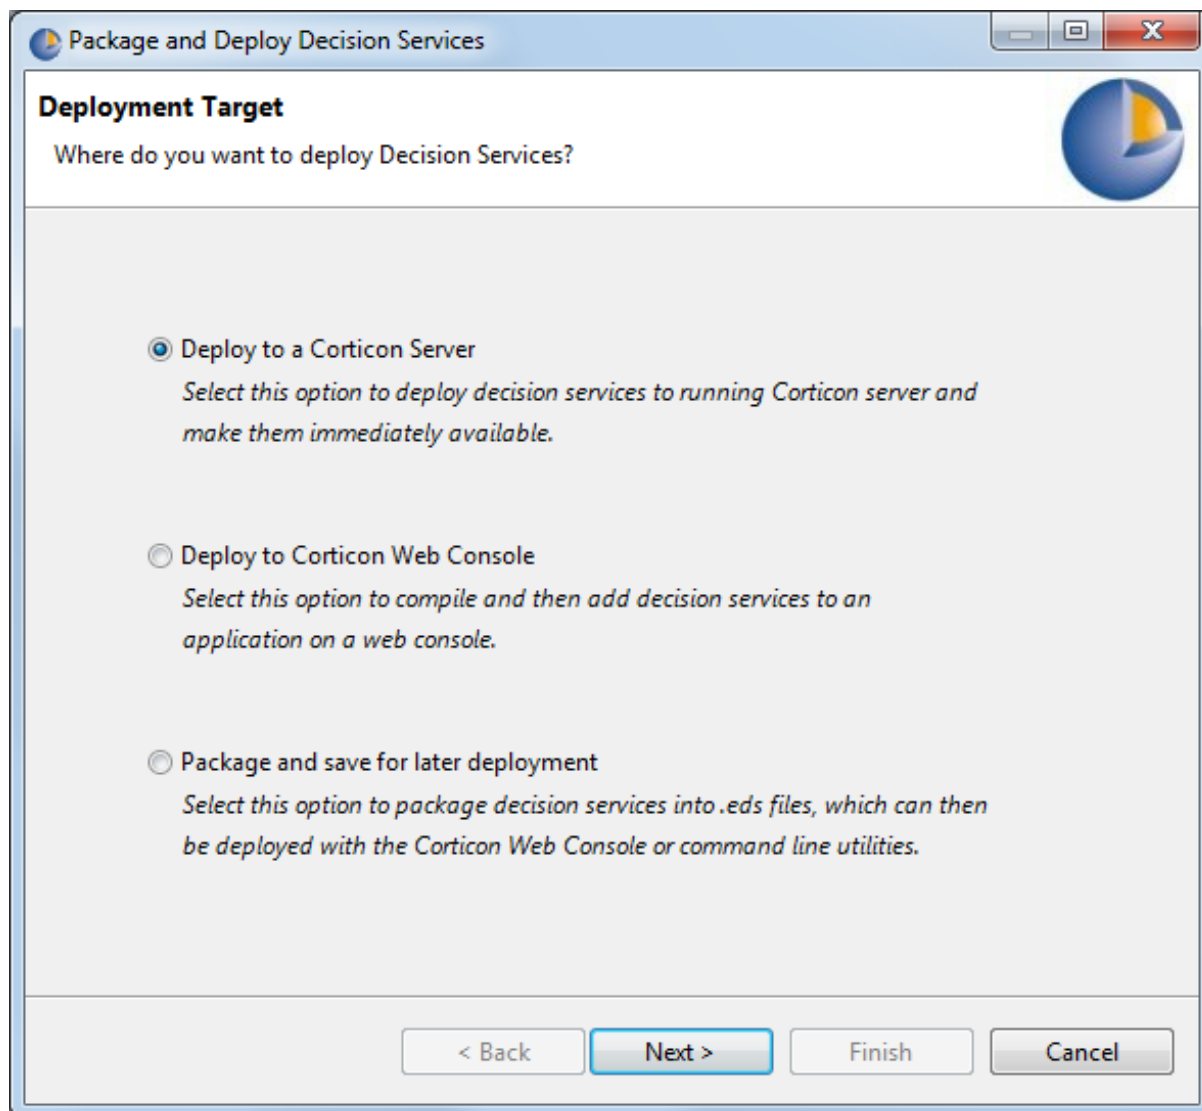 Package and Deploy Decision Services
Deployment Target
Where do you want to deploy Decision Services?
Deploy to a Corticon Server
Select this option to deploy decision services to running Corticon server and
make them immediately available.
Deploy to Corticon Web Console
Select this option to compile and then add decision services to an
application on a web console.
Package and save for later deployment
Select this option to package decision services into .eds files, which can then
be deployed with the Corticon Web Console or command line utilities.
< Back Next > Finish Cancel